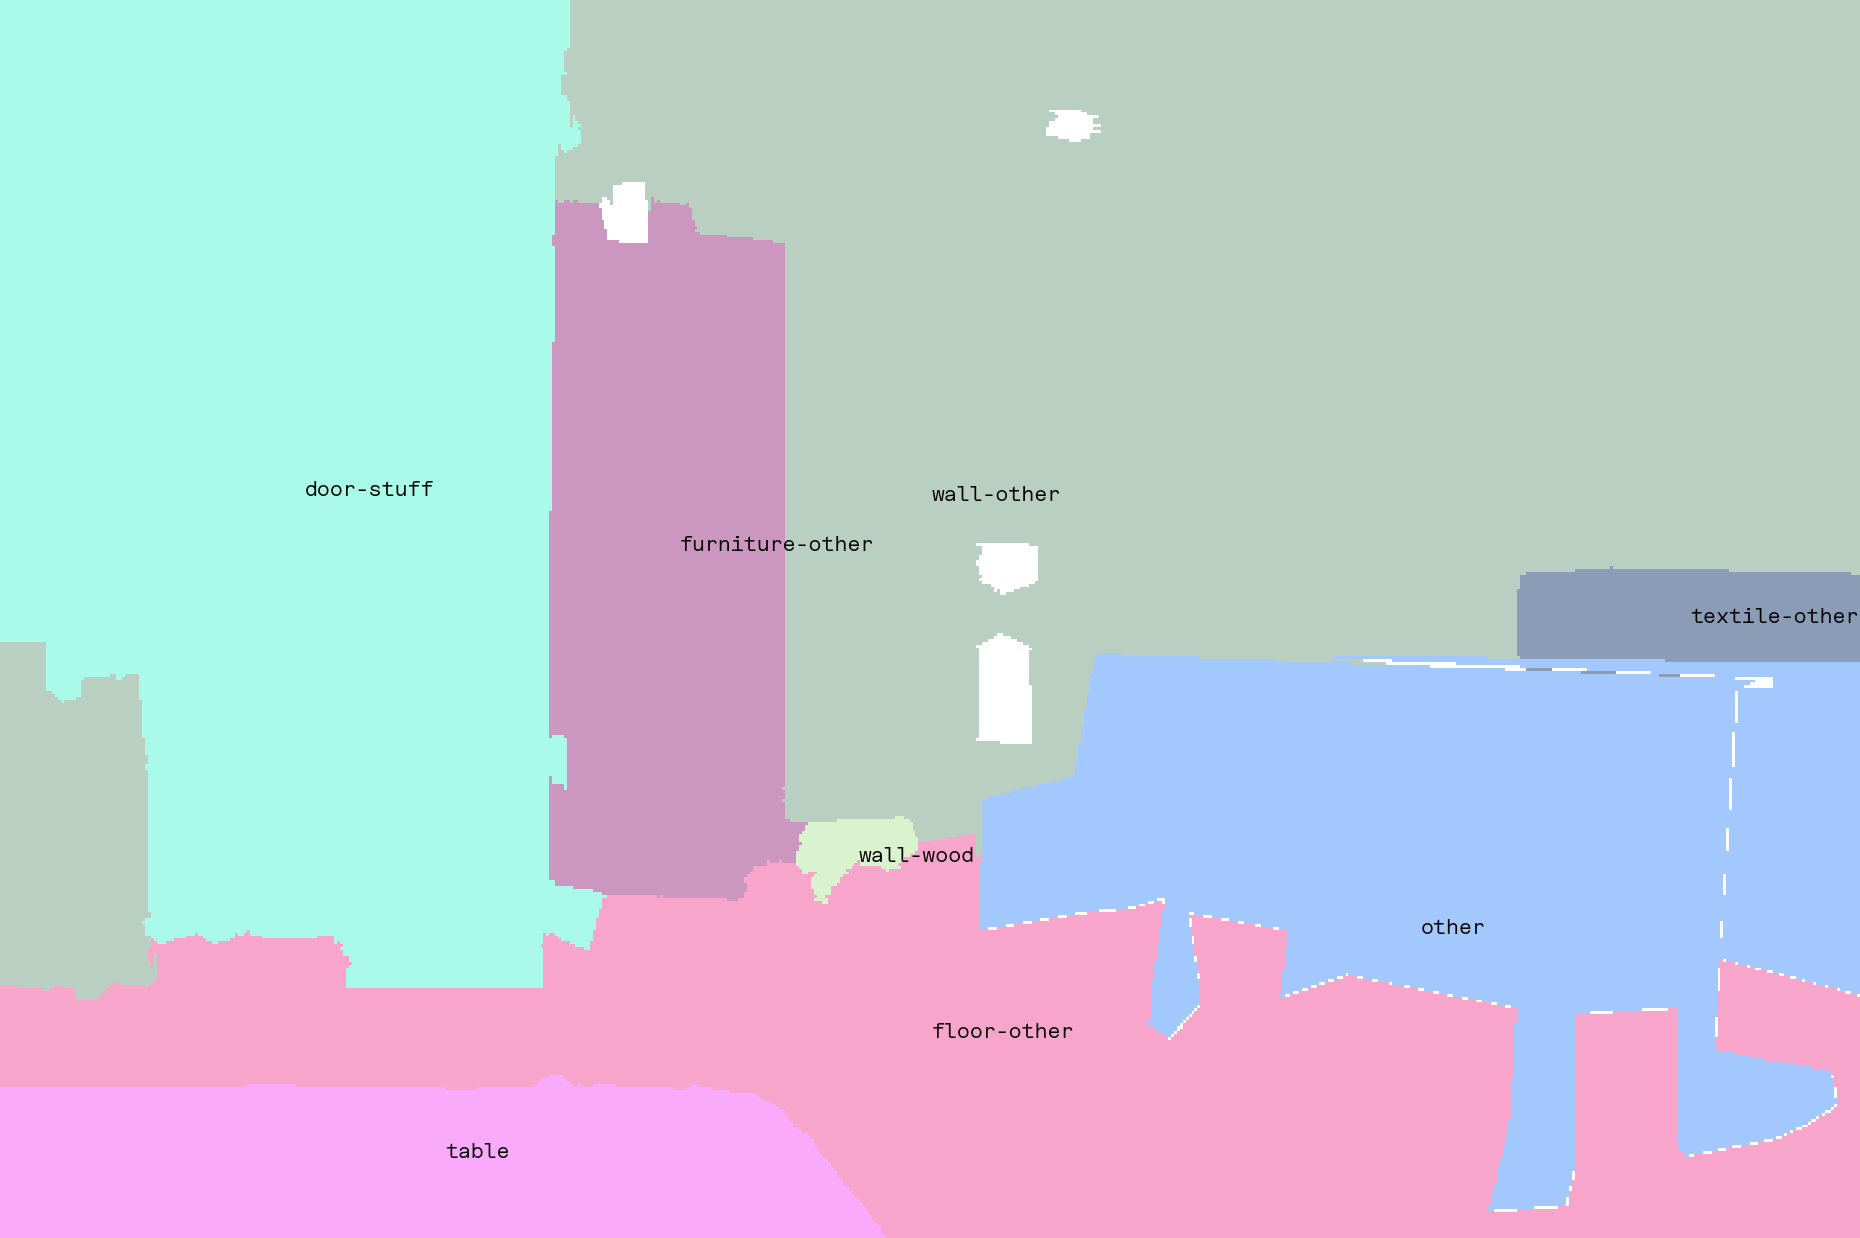 door-stuff
wall-other
furniture-other
textile-other
wall-wood
other
floor-other
table